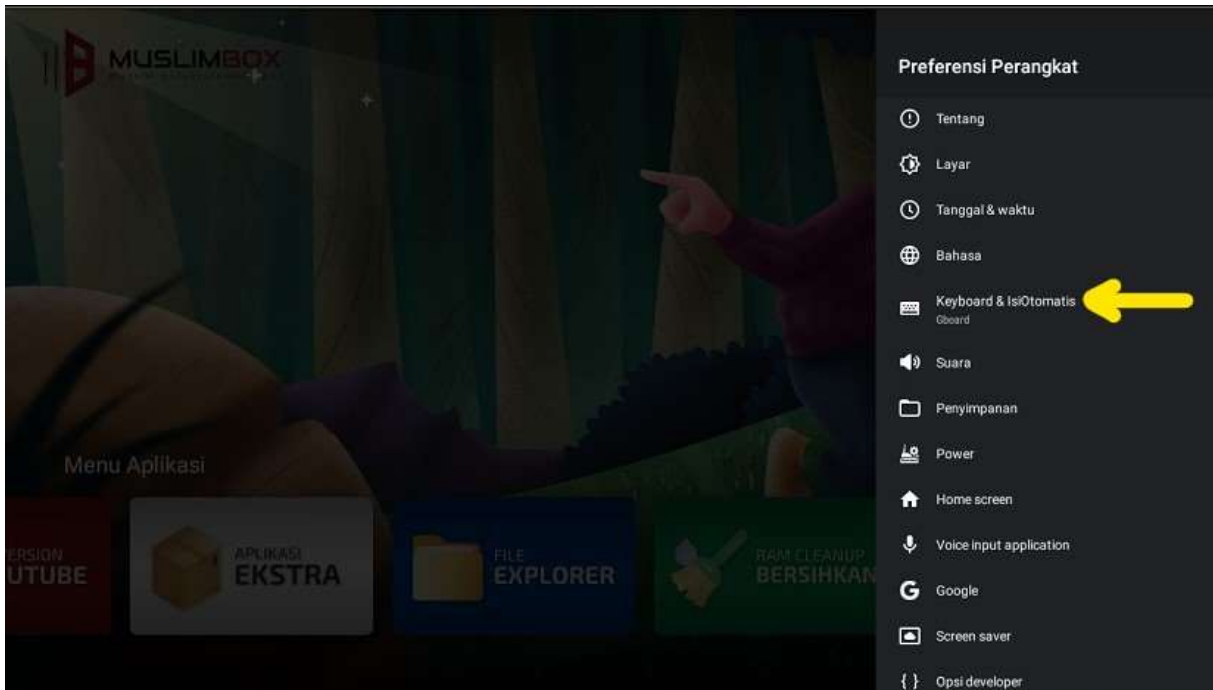 MUSLIMBOX
Preferensi Perangkat
Tentang
Layar
Tanggal & waktu
Bahasa
Keyboard & IsiOtomatis
Gboard
Suara
Penyimpanan
Power
Home screen
Voice input application
Google
Screen saver
Opsi developer
Menu Aplikasi
ERSION
UTUBE
APLIKASI
EKSTRA
FILE
EXPLORER
RAM CLEANUP
BERSIHKAN